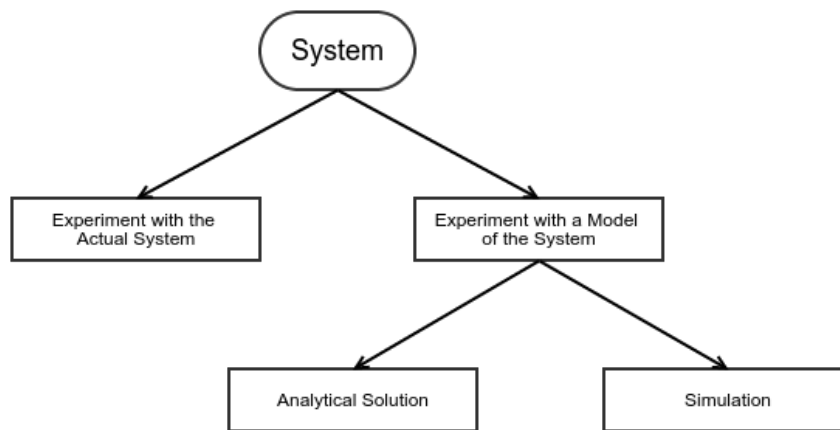 System
Experiment with the
Actual System
Experiment with a Model
of the System
Analytical Solution
Simulation